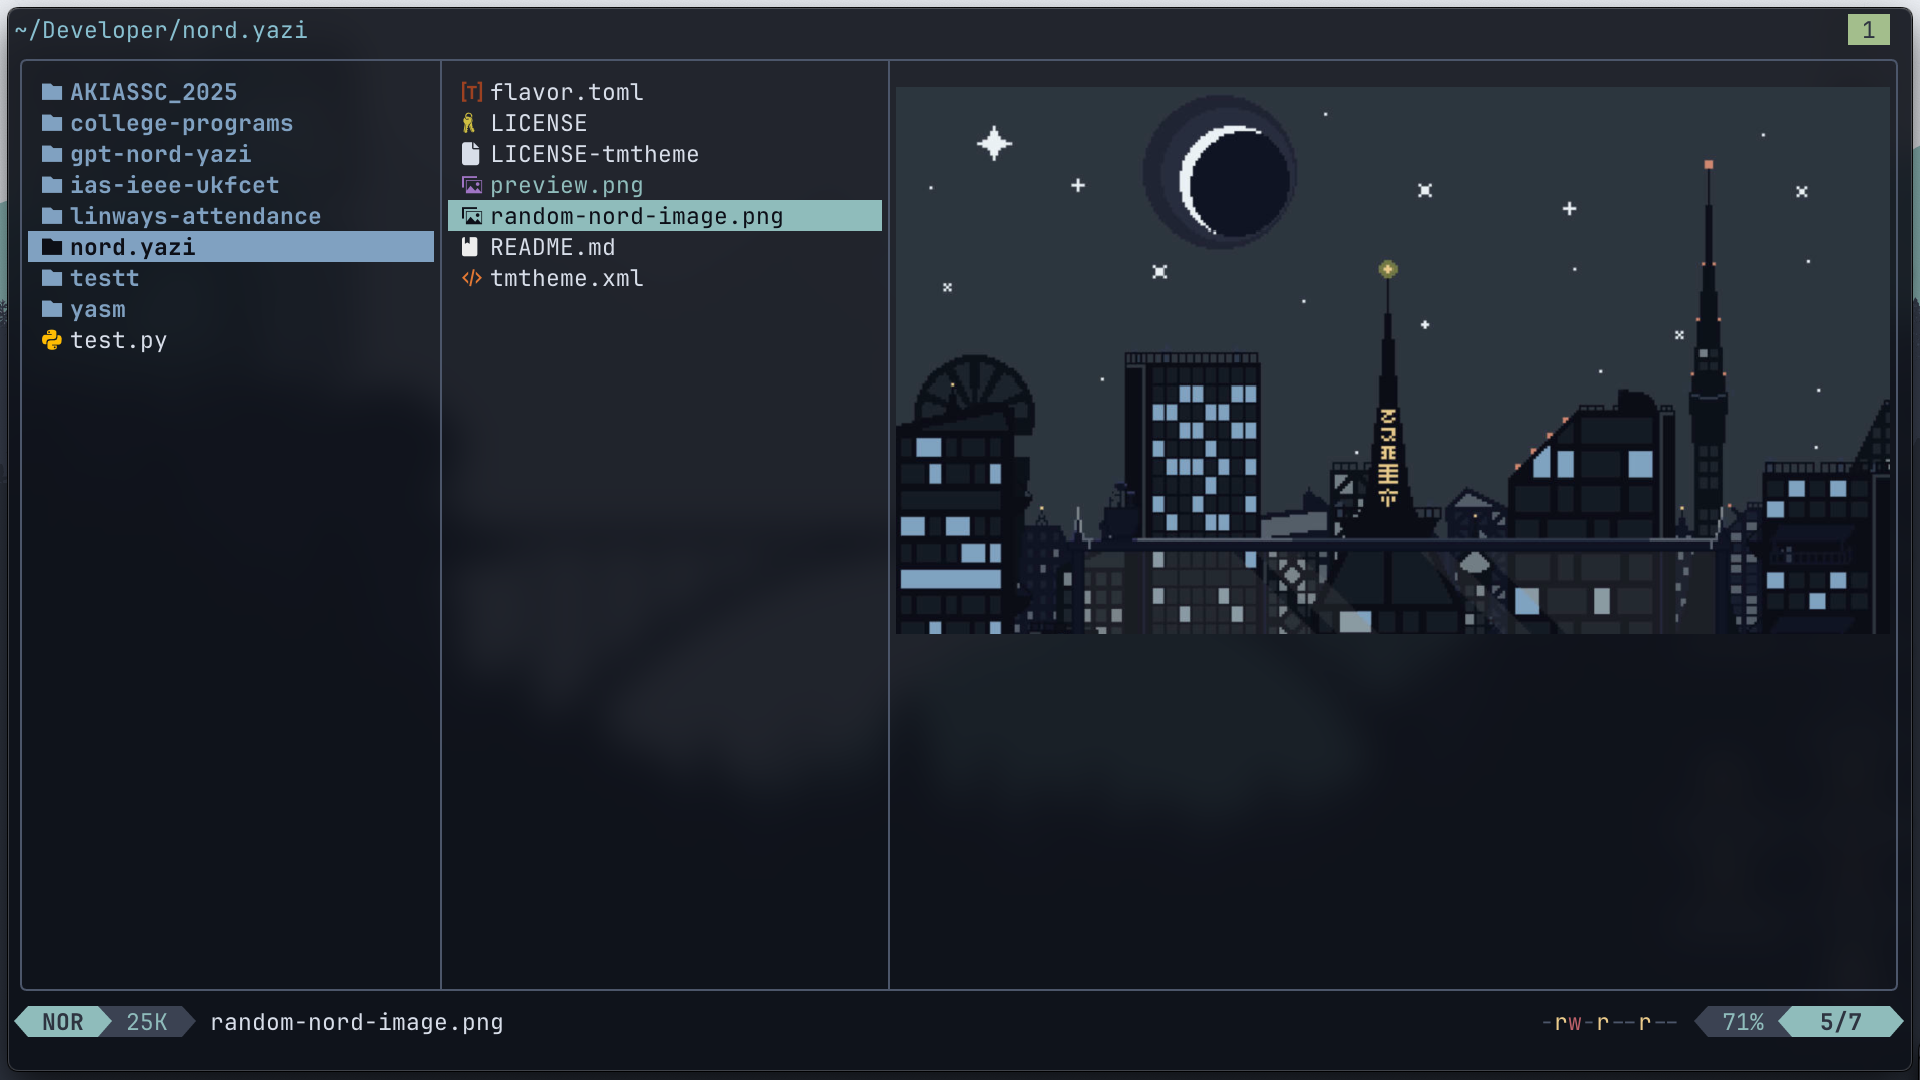 ~/Developer/nord.yazi
1
AKIASSC_2025
college-programs
gpt-nord-yazi
ias-ieee-ukfcet
linways-attendance
nord.yazi
testt
yasm
test.py
[T] flavor.toml
LICENSE
LICENSE-tmtheme
preview.png
random-nord-image.png
README.md
</> tmtheme.xml
NOR 25K random-nord-image.png
-rw-r--r-- 71% 5/7